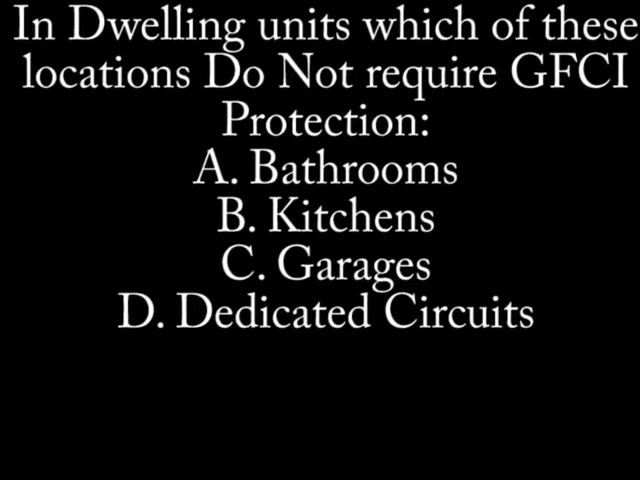 In Dwelling units which of these
locations Do Not require GFCI
Protection:
A. Bathrooms
B. Kitchens
C. Garages
D. Dedicated Circuits